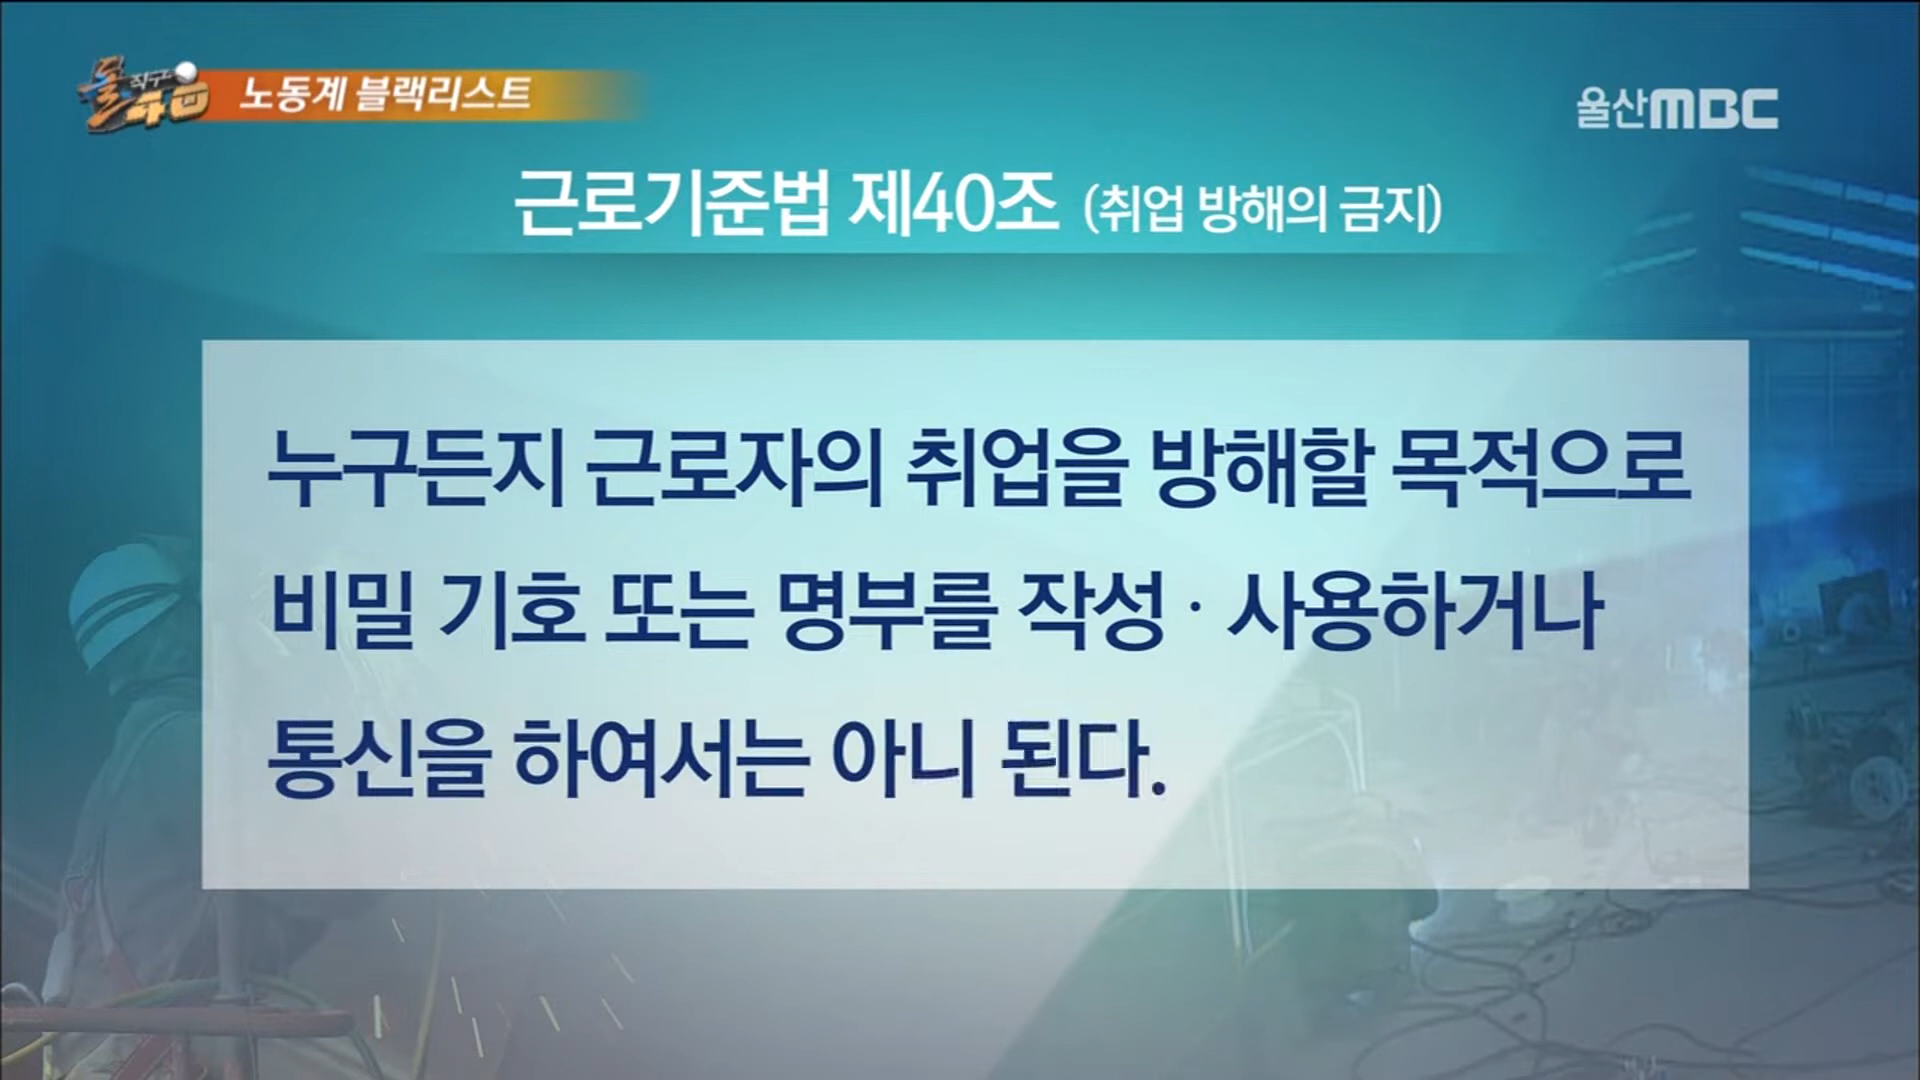 돌직구
노동계 블랙리스트
울산MBC
근로기준법 제40조 (취업 방해의 금지)
누구든지 근로자의 취업을 방해할 목적으로
비밀 기호 또는 명부를 작성· 사용하거나
통신을 하여서는 아니 된다.